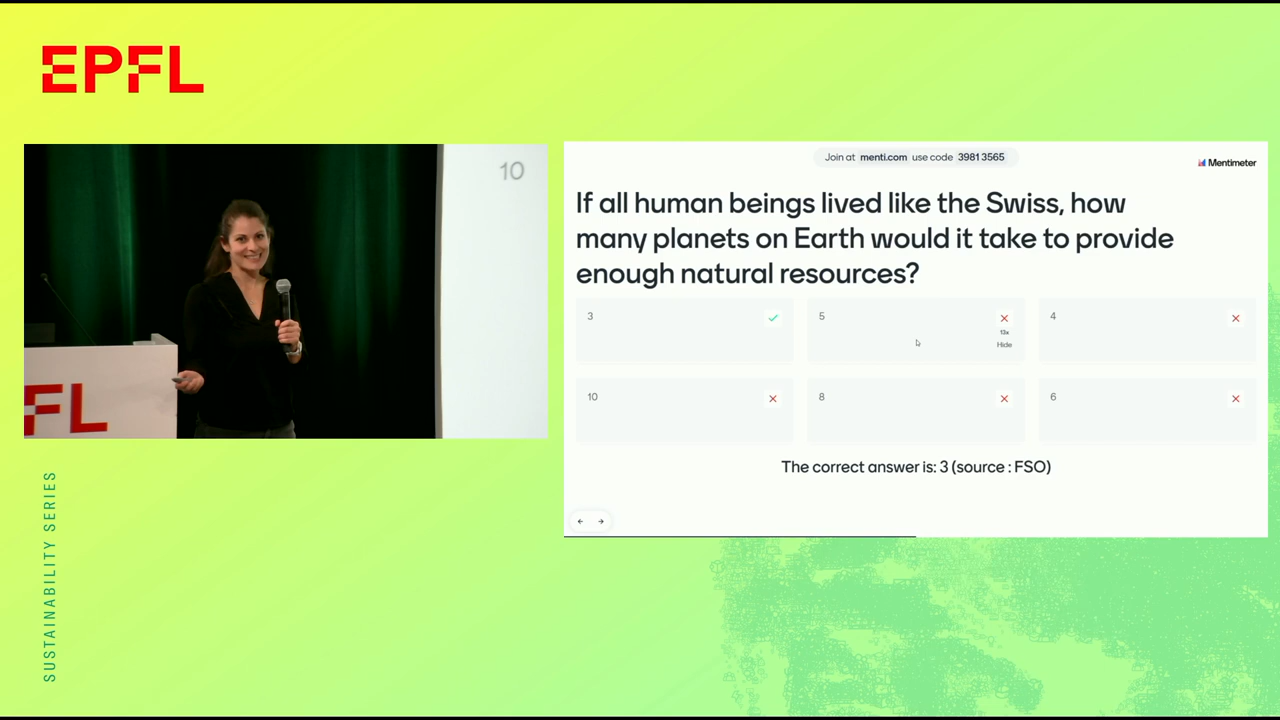 EPFL
10
FL
SUSTAINABILITY SERIES
Join at menti.com use code 3981 3565
Mentimeter
If all human beings lived like the Swiss, how
many planets on Earth would it take to provide
enough natural resources?
3
5
13x
Hide
4
10
8
6
The correct answer is: 3 (source : FSO)